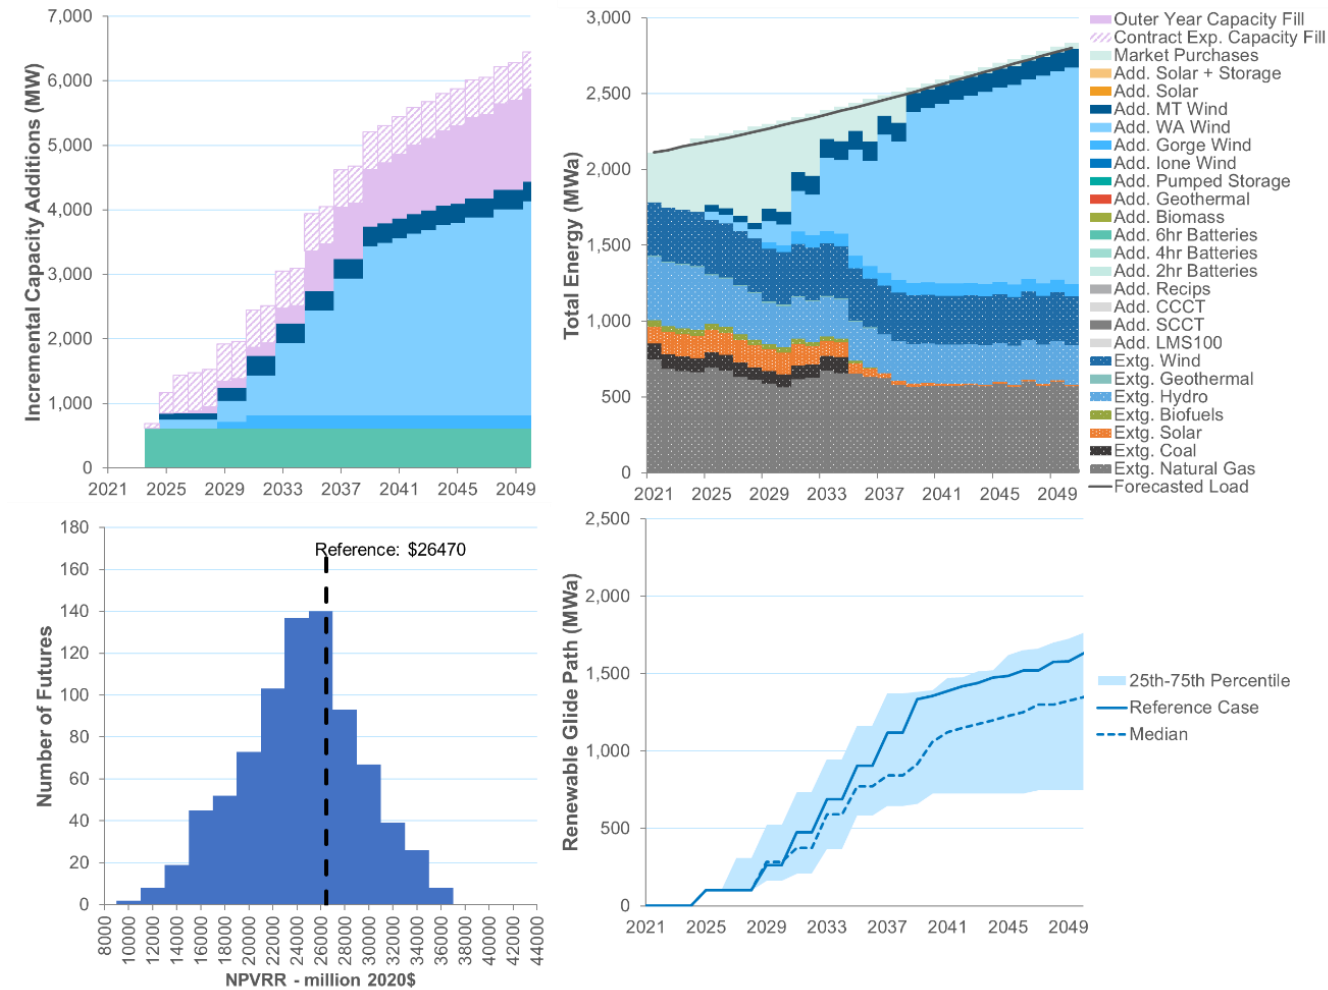 Incremental Capacity Additions (MW)
7,000
6,000
5,000
4,000
3,000
2,000
1,000
0
2021 2025 2029 2033 2037 2041 2045 2049
Total Energy (MWa)
3,000
2,500
2,000
1,500
1,000
500
0
2021 2025 2029 2033 2037 2041 2045 2049
Outer Year Capacity Fill
Contract Exp. Capacity Fill
Market Purchases
Add. Solar + Storage
Add. Solar
Add. MT Wind
Add. WA Wind
Add. Gorge Wind
Add. Ione Wind
Add. Pumped Storage
Add. Geothermal
Add. Biomass
Add. 6hr Batteries
Add. 4hr Batteries
Add. 2hr Batteries
Add. Recips
Add. CCCT
Add. SCCT
Add. LMS100
Extg. Wind
Extg. Geothermal
Extg. Hydro
Extg. Biofuels
Extg. Solar
Extg. Coal
Extg. Natural Gas
Forecasted Load
Number of Futures
180
160
140
120
100
80
60
40
20
0
Reference: $26470
8000 10000 12000 14000 16000 18000 20000 22000 24000 26000 28000 30000 32000 34000 36000 38000 40000 42000 44000
NPVRR - million 2020$
Renewable Glide Path (MWa)
2,500
2,000
1,500
1,000
500
0
2021 2025 2029 2033 2037 2041 2045 2049
25th-75th Percentile
Reference Case
Median